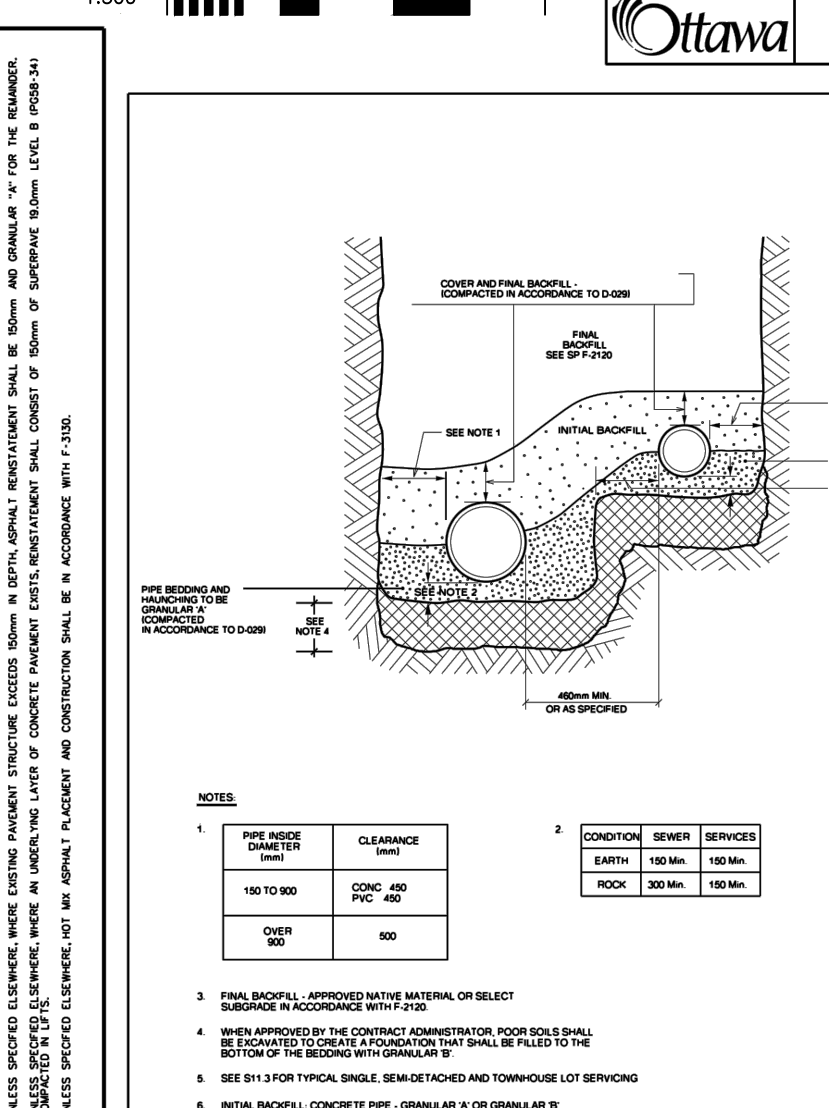 Ottawa
NLESS SPECIFIED ELSEWHERE, WHERE EXISTING PAVEMENT STRUCTURE EXCEEDS 150mm IN DEPTH, ASPHALT REINSTATEMENT SHALL BE 150mm AND GRANULAR "A" FOR THE REMAINDER.
NLESS SPECIFIED ELSEWHERE, WHERE AN UNDERLYING LAYER OF CONCRETE PAVEMENT EXISTS, REINSTATEMENT SHALL CONSIST OF 150mm OF SUPERPAVE 19.0mm LEVEL B (PG58-34)
OMPACTED IN LIFTS.
NLESS SPECIFIED ELSEWHERE, HOT MIX ASPHALT PLACEMENT AND CONSTRUCTION SHALL BE IN ACCORDANCE WITH F-3130.
COVER AND FINAL BACKFILL -
(COMPACTED IN ACCORDANCE TO D-029)
FINAL
BACKFILL
SEE SP F-2120
SEE NOTE 1
INITIAL BACKFILL
PIPE BEDDING AND
HAUNCHING TO BE
GRANULAR 'A'
(COMPACTED
IN ACCORDANCE TO D-029)
SEE NOTE 2
SEE
NOTE 4
460mm MIN.
OR AS SPECIFIED
NOTES:
1.
PIPE INSIDE
DIAMETER
(mm)
CLEARANCE
(mm)
150 TO 900
CONC 450
PVC 450
OVER
900
500
2.
CONDITION SEWER SERVICES
EARTH 150 Min. 150 Min.
ROCK 300 Min. 150 Min.
3. FINAL BACKFILL - APPROVED NATIVE MATERIAL OR SELECT
SUBGRADE IN ACCORDANCE WITH F-2120.
4. WHEN APPROVED BY THE CONTRACT ADMINISTRATOR, POOR SOILS SHALL
BE EXCAVATED TO CREATE A FOUNDATION THAT SHALL BE FILLED TO THE
BOTTOM OF THE BEDDING WITH GRANULAR 'B'.
5. SEE S11.3 FOR TYPICAL SINGLE, SEMI-DETACHED AND TOWNHOUSE LOT SERVICING
6. INITIAL BACKFILL: CONCRETE PIPE - GRANULAR 'A' OR GRANULAR 'B'